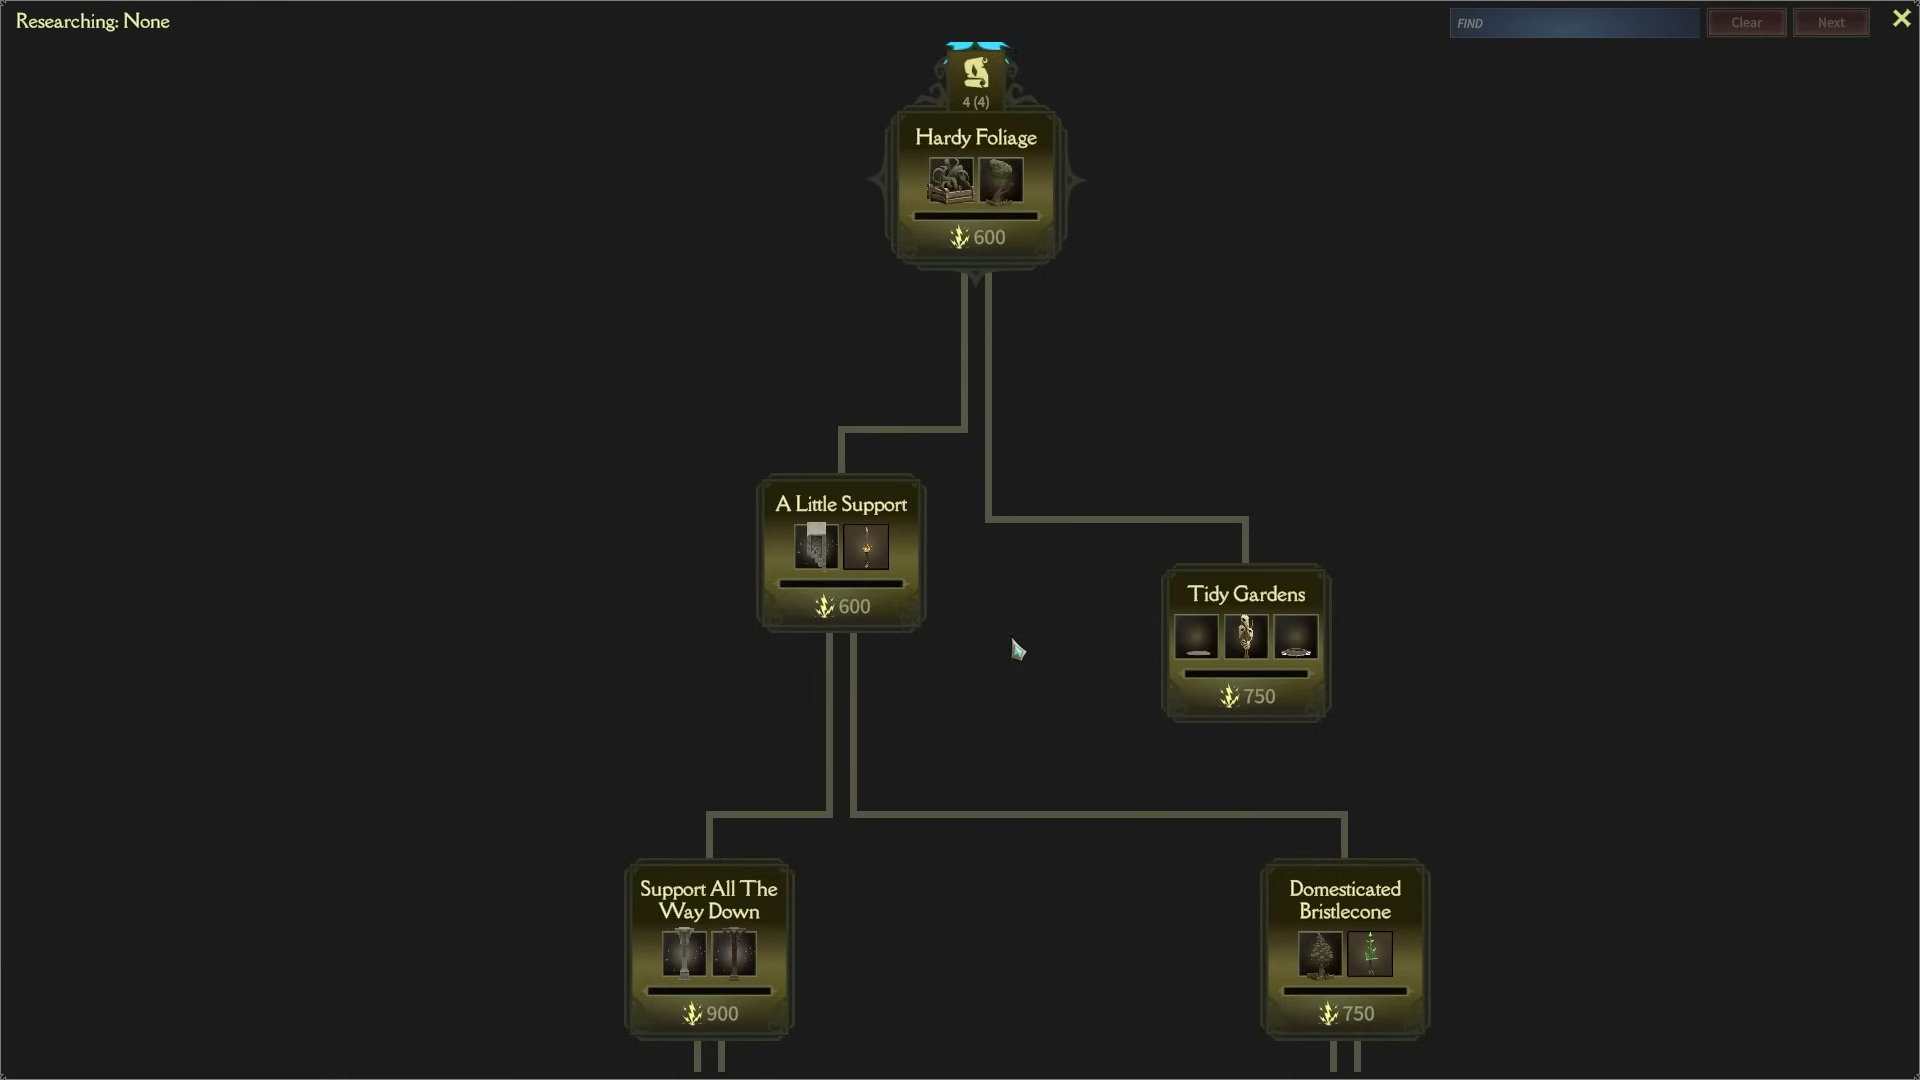 Researching: None
FIND
Clear
Next
4 (4)
Hardy Foliage
600
A Little Support
600
Tidy Gardens
750
Support All The
Way Down
900
Domesticated
Bristlecone
750